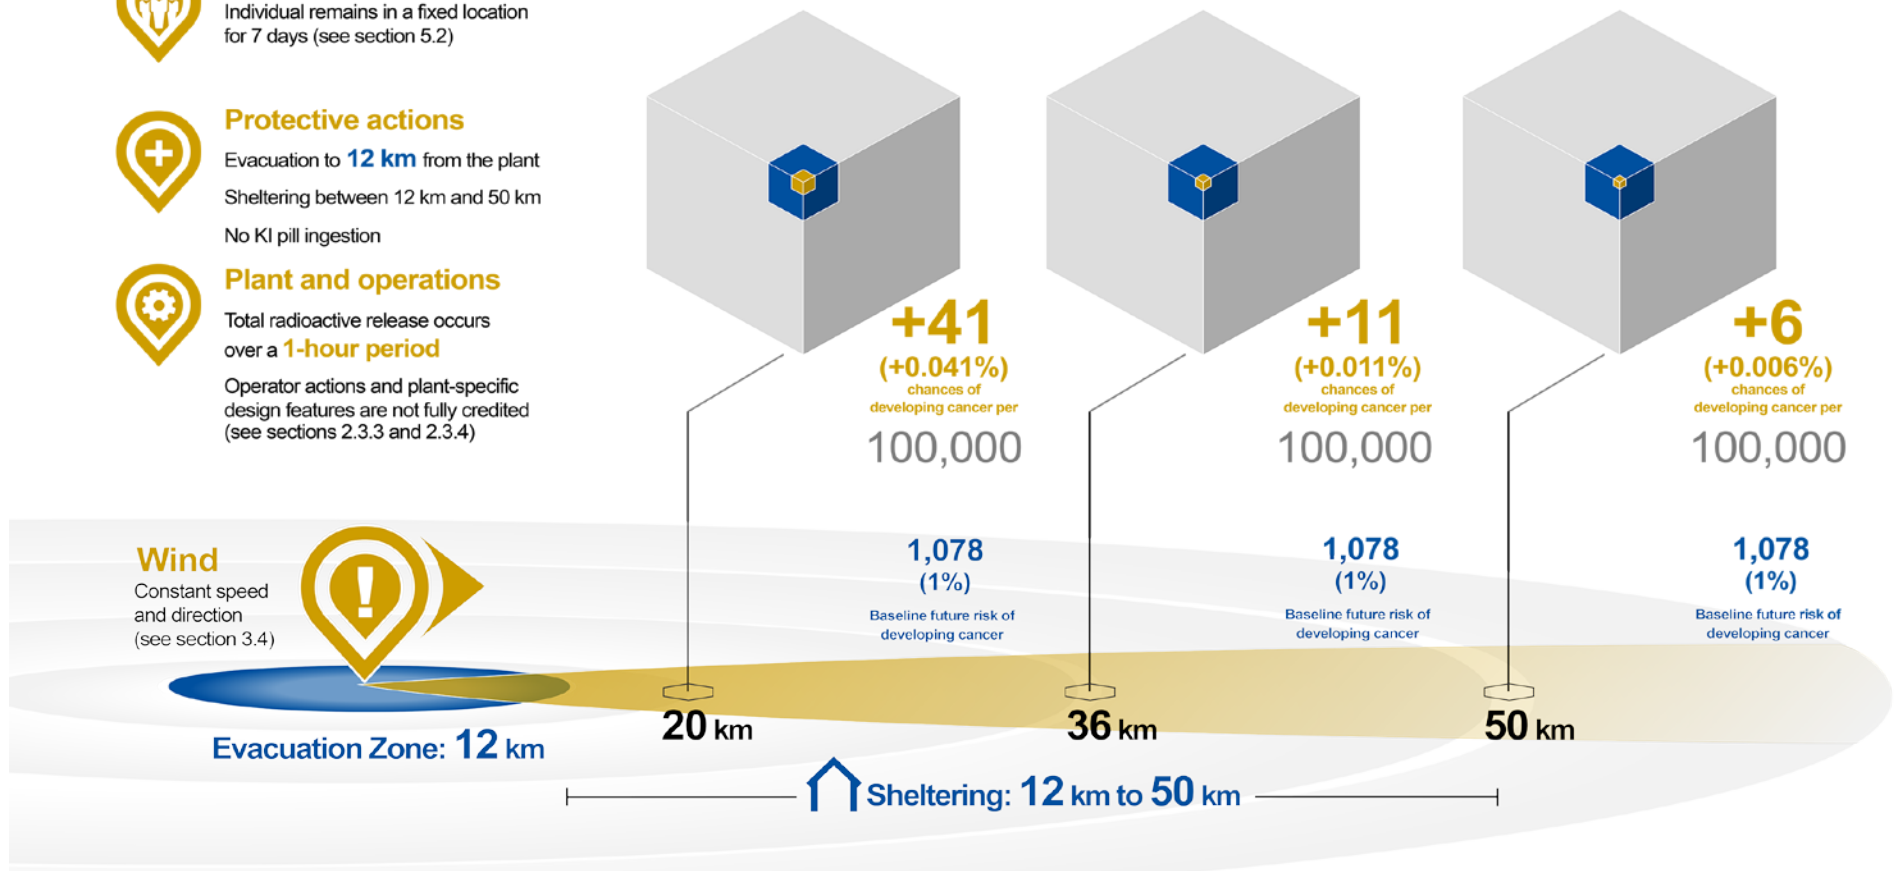 Individual remains in a fixed location
for 7 days (see section 5.2)
Protective actions
Evacuation to 12 km from the plant
Sheltering between 12 km and 50 km
No KI pill ingestion
Plant and operations
Total radioactive release occurs
over a 1-hour period
Operator actions and plant-specific
design features are not fully credited
(see sections 2.3.3 and 2.3.4)
+41
(+0.041%)
chances of
developing cancer per
100,000
+11
(+0.011%)
chances of
developing cancer per
100,000
+6
(+0.006%)
chances of
developing cancer per
100,000
Wind
Constant speed
and direction
(see section 3.4)
!
1,078
(1%)
Baseline future risk of
developing cancer
1,078
(1%)
Baseline future risk of
developing cancer
1,078
(1%)
Baseline future risk of
developing cancer
Evacuation Zone: 12 km
20 km
36 km
50 km
Sheltering: 12 km to 50 km